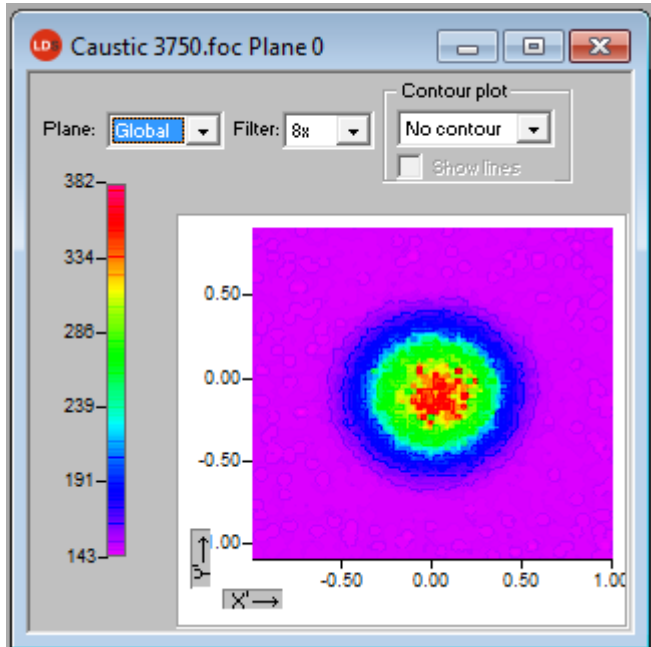 LD
Caustic 3750.foc Plane 0
Contour plot
Plane: Global Filter: 8x No contour
Show lines
382
334
286
239
191
143
0.50
0.00
-0.50
1.00
-0.50 0.00 0.50 1.00
X'